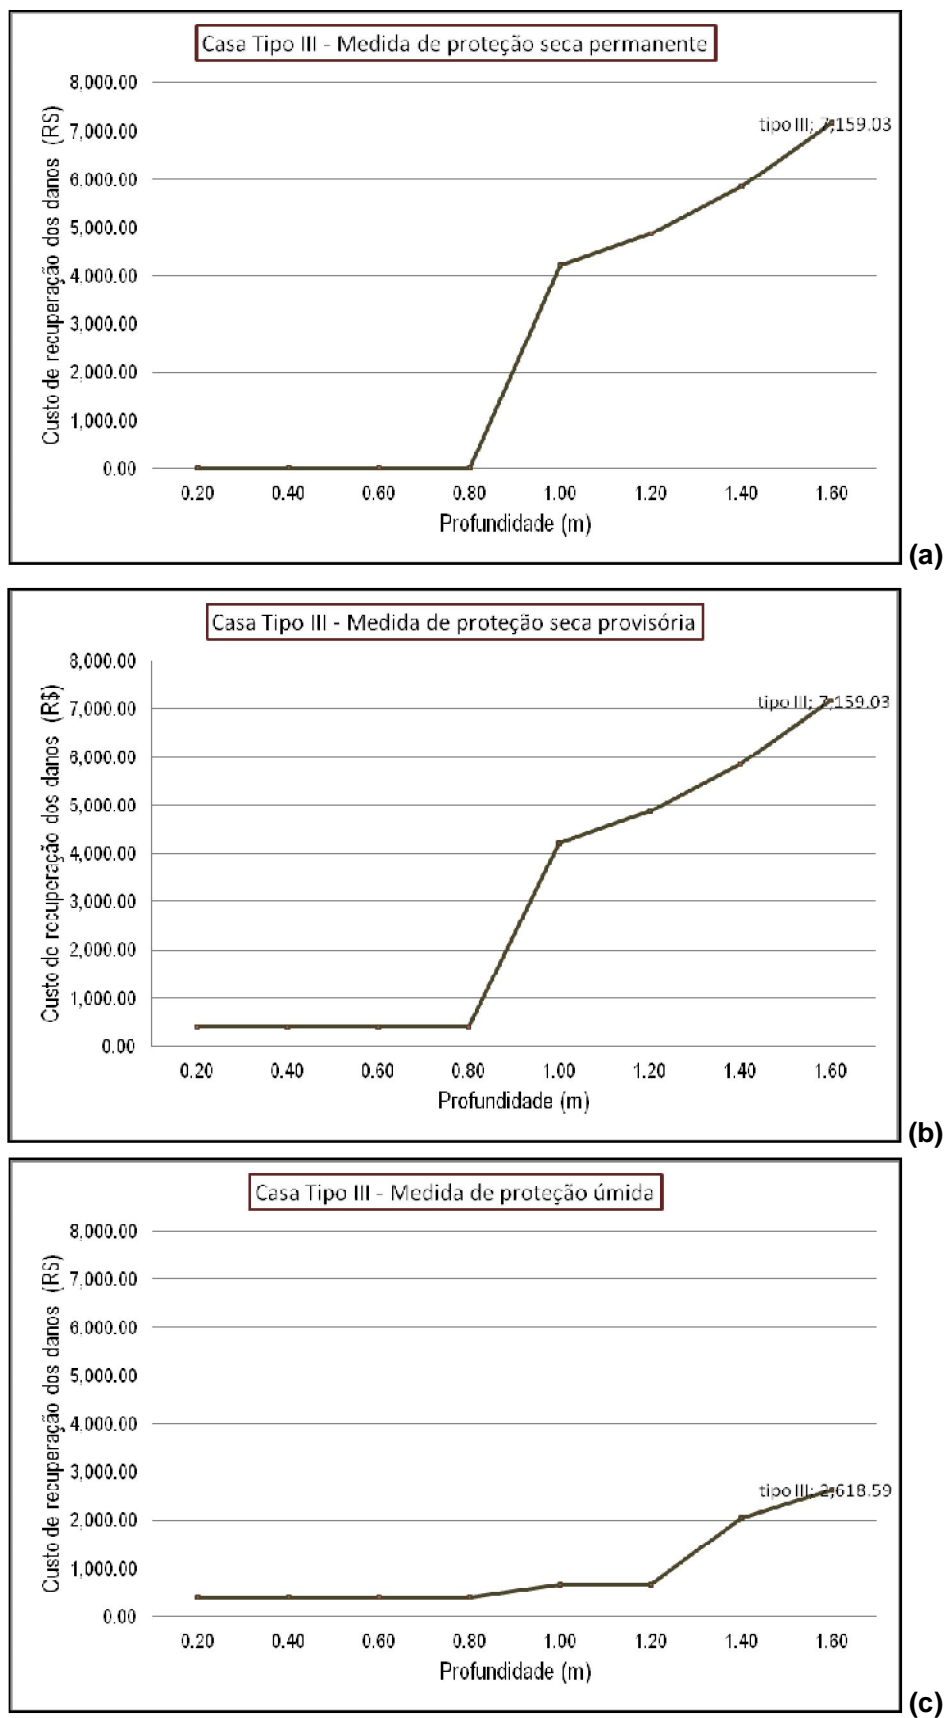 Casa Tipo III - Medida de proteção seca permanente
Custo de recuperação dos danos (R$)
8,000.00
7,000.00
6,000.00
5,000.00
4,000.00
3,000.00
2,000.00
1,000.00
0.00
tipo III; 7,159.03
0.20 0.40 0.60 0.80 1.00 1.20 1.40 1.60
Profundidade (m)
(a)
Casa Tipo III - Medida de proteção seca provisória
Custo de recuperação dos danos (R$)
8,000.00
7,000.00
6,000.00
5,000.00
4,000.00
3,000.00
2,000.00
1,000.00
0.00
tipo III; 7,159.03
0.20 0.40 0.60 0.80 1.00 1.20 1.40 1.60
Profundidade (m)
(b)
Casa Tipo III - Medida de proteção úmida
Custo de recuperação dos danos (R$)
8,000.00
7,000.00
6,000.00
5,000.00
4,000.00
3,000.00
2,000.00
1,000.00
0.00
tipo III; 2,618.59
0.20 0.40 0.60 0.80 1.00 1.20 1.40 1.60
Profundidade (m)
(c)